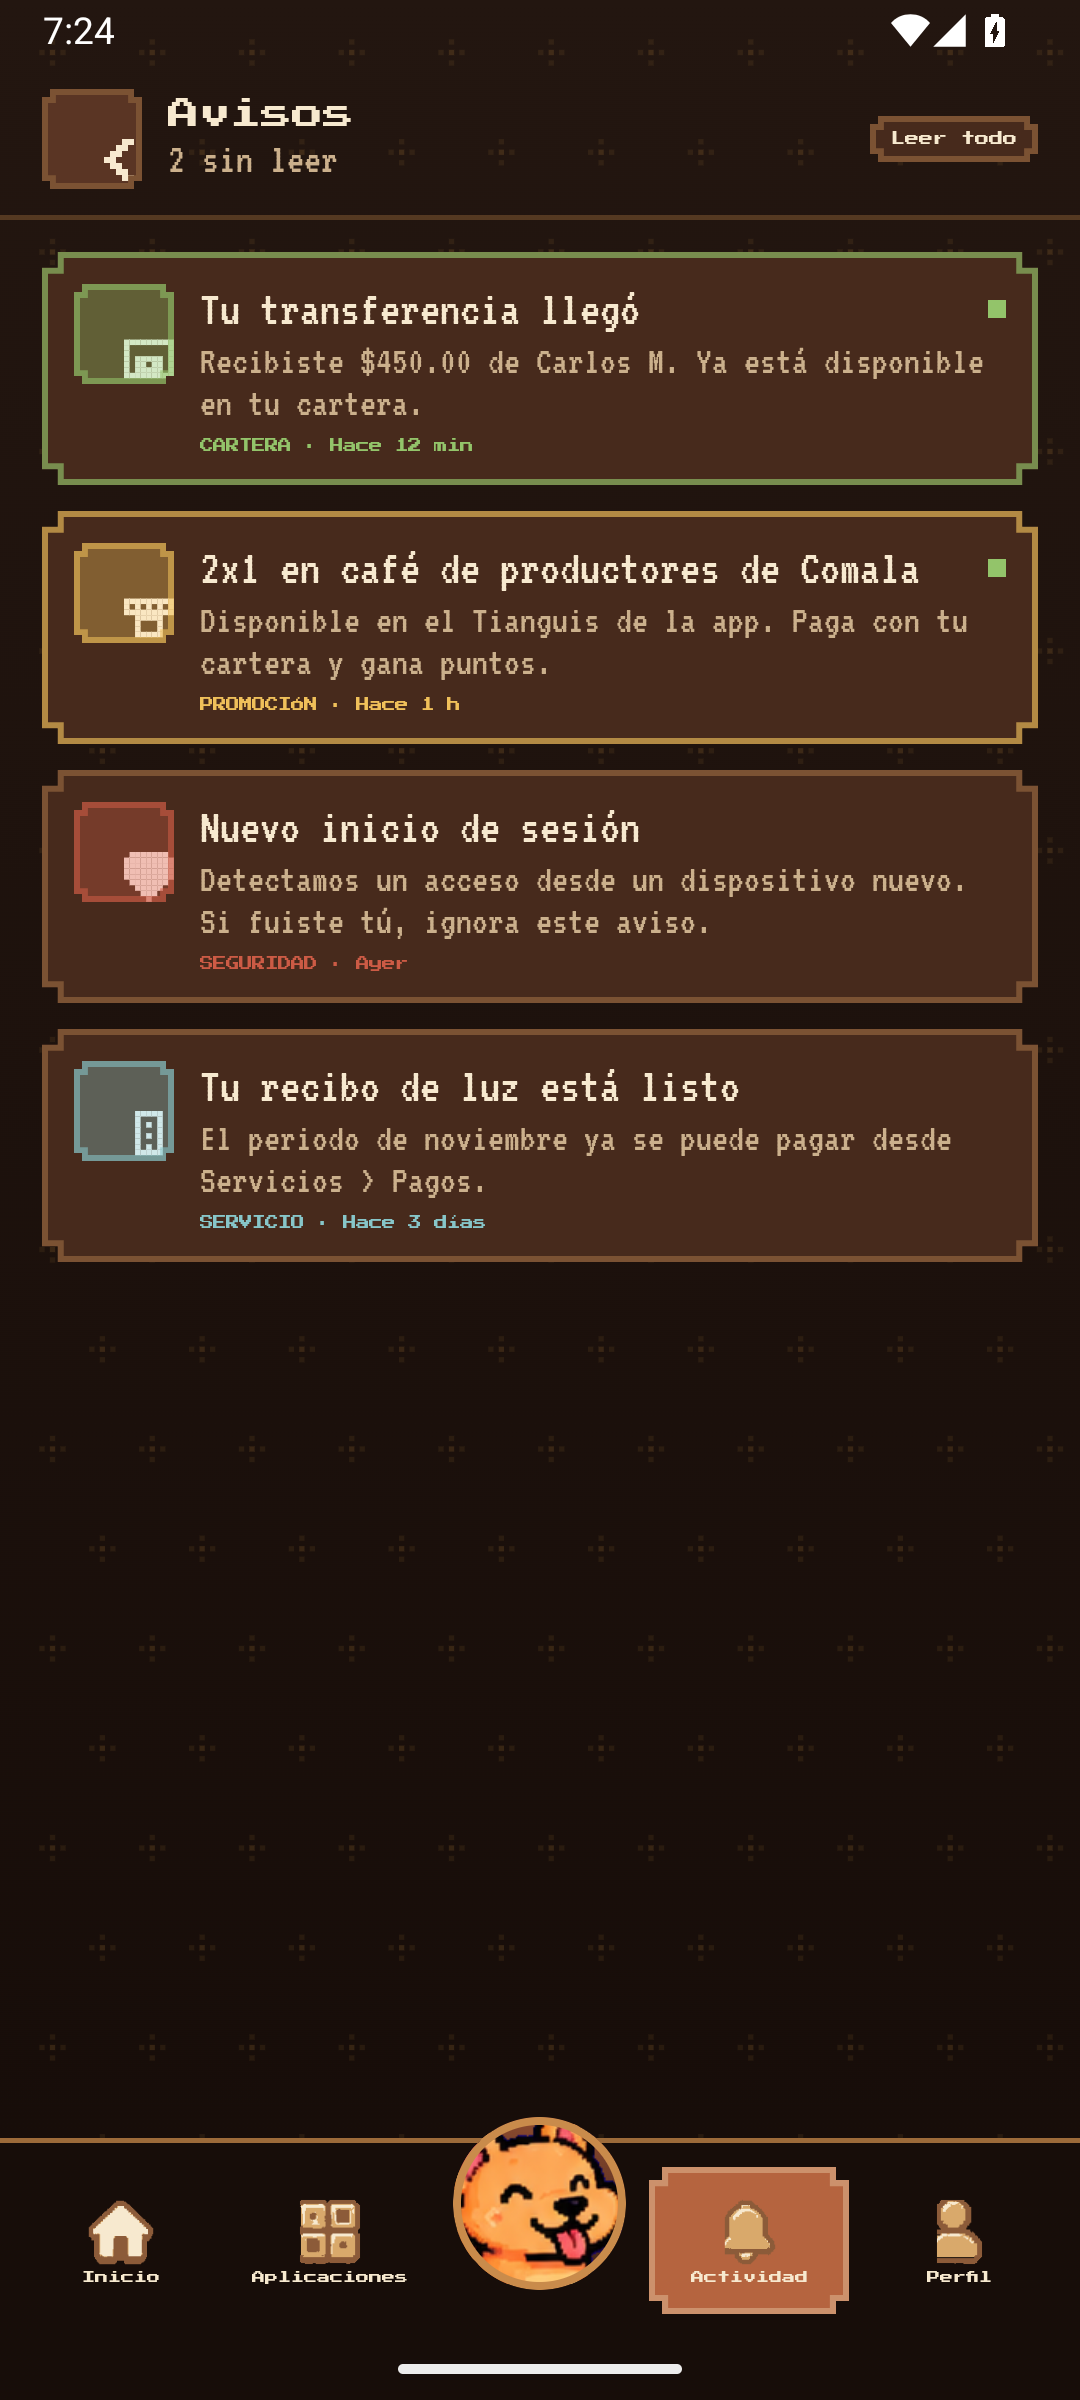 7:24
Avisos
2 sin leer
Leer todo
Tu transferencia llegó
Recibiste $450.00 de Carlos M. Ya está disponible
en tu cartera.
CARTERA · Hace 12 min
2x1 en café de productores de Comala
Disponible en el Tianguis de la app. Paga con tu
cartera y gana puntos.
PROMOCIóN · Hace 1 h
Nuevo inicio de sesión
Detectamos un acceso desde un dispositivo nuevo.
Si fuiste tú, ignora este aviso.
SEGURIDAD · Ayer
Tu recibo de luz está listo
El periodo de noviembre ya se puede pagar desde
Servicios > Pagos.
SERVICIO · Hace 3 días
Inicio
Aplicaciones
Actividad
Perfil